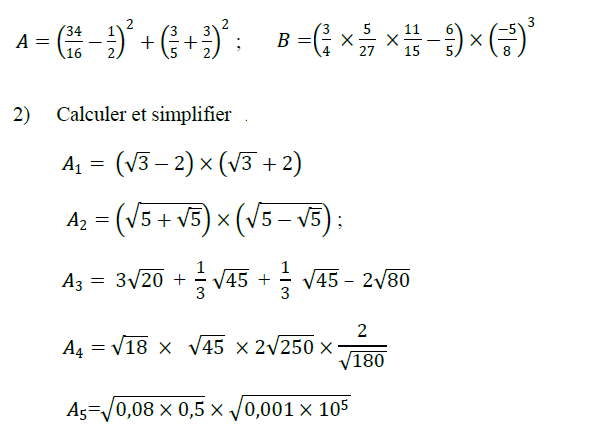 A = (34/16 − 1/2)² + (3/5 + 3/2)² ; B =(3/4 × 5/27 × 11/15 − 6/5) × (−5/8)³
2) Calculer et simplifier .
A₁ = (√3 − 2) × (√3 + 2)
A₂ = (√(5 + √5)) × (√(5 − √5)) ;
A₃ = 3√20 + 1/3 √45 + 1/3 √45 − 2√80
A₄ = √18 × √45 × 2√250 × 2/√180
A₅=√(0,08 × 0,5) × √(0,001 × 10⁵)